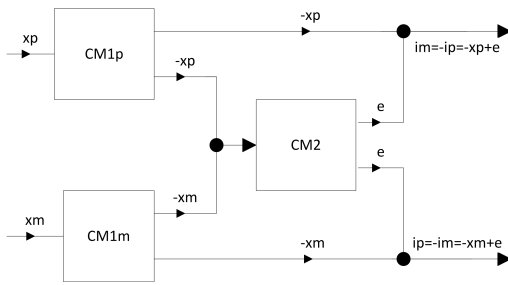 -xp
xp
CM1p
im=-ip=-xp+e
-xp
e
CM2
e
-xm
xm
CM1m
-xm
ip=-im=-xm+e